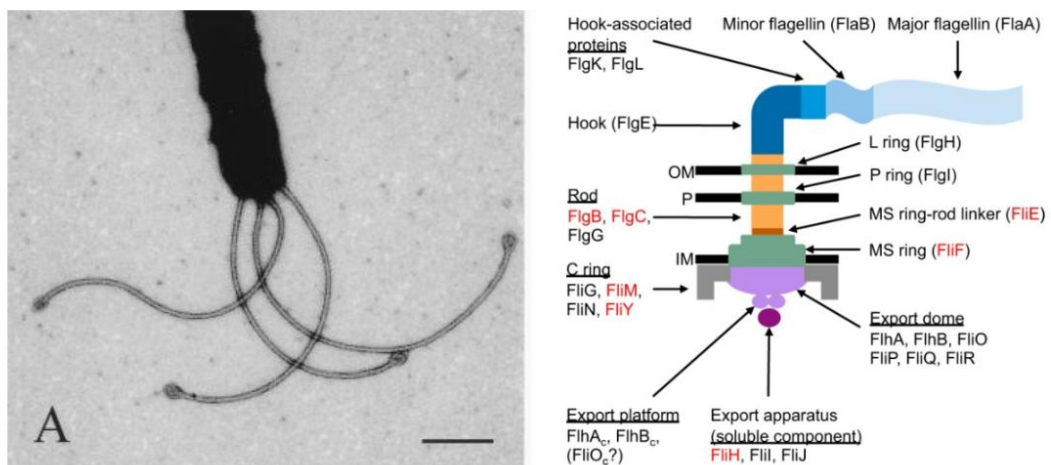 A
Hook-associated
proteins
FlgK, FlgL
Minor flagellin (FlaB)
Major flagellin (FlaA)
Hook (FlgE)
L ring (FlgH)
OM
P ring (FlgI)
P
Rod
FlgB, FlgC,
FlgG
MS ring-rod linker (FliE)
MS ring (FliF)
IM
C ring
FliG, FliM,
FliN, FliY
Export dome
FlhA, FlhB, FliO
FliP, FliQ, FliR
Export platform
FlhAc, FlhBc,
(FliOc?)
Export apparatus
(soluble component)
FliH, FliI, FliJ